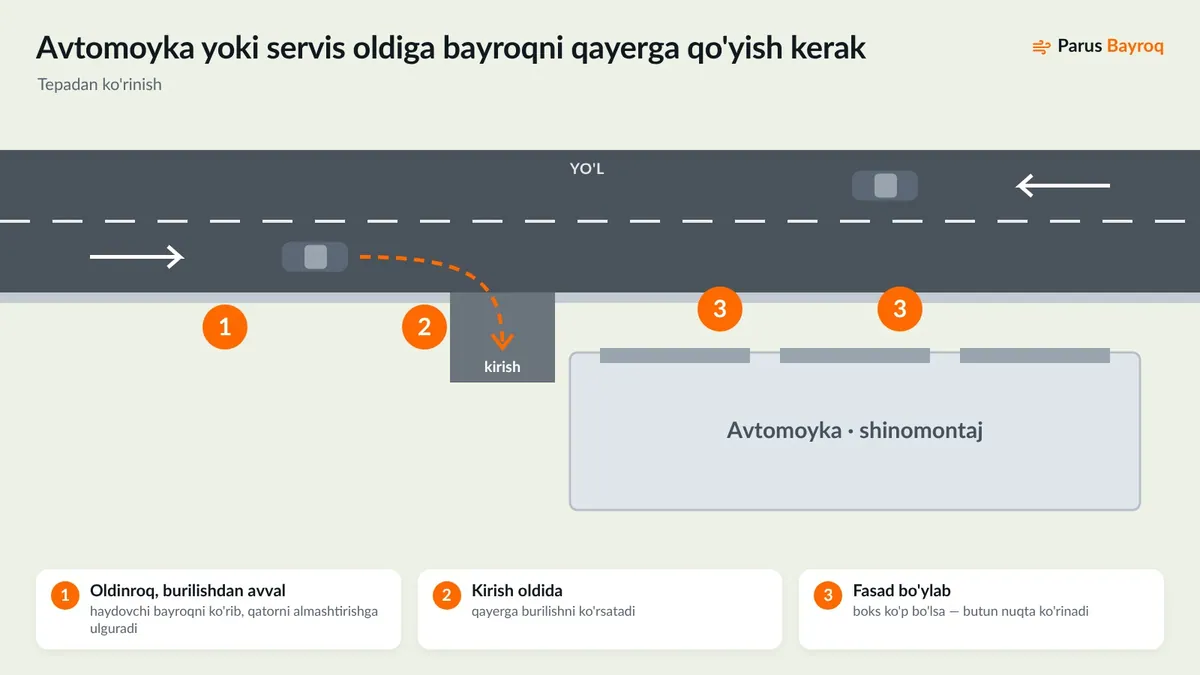 Avtomoyka yoki servis oldiga bayroqni qayerga qo'yish kerak
Parus Bayroq
Tepadan ko'rinish
YO'L
1
2
3
3
kirish
Avtomoyka · shinomontaj
1
Oldinroq, burilishdan avval
haydovchi bayroqni ko'rib, qatorni almashtirishga
ulguradi
2
Kirish oldida
qayerga burilishni ko'rsatadi
3
Fasad bo'ylab
boks ko'p bo'lsa — butun nuqta ko'rinadi